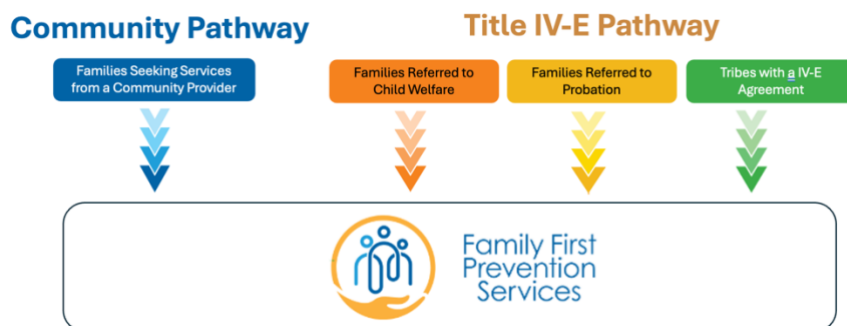 Community Pathway
Title IV-E Pathway
Families Seeking Services
from a Community Provider
Families Referred to
Child Welfare
Families Referred to
Probation
Tribes with a IV-E
Agreement
Family First
Prevention
Services